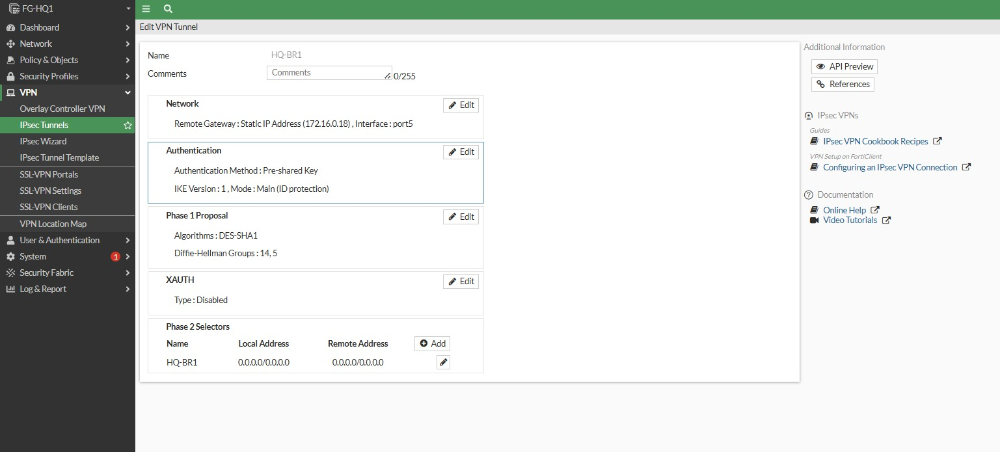 FG-HQ1
Dashboard
Network
Policy & Objects
Security Profiles
VPN
Overlay Controller VPN
IPsec Tunnels
IPsec Wizard
IPsec Tunnel Template
SSL-VPN Portals
SSL-VPN Settings
SSL-VPN Clients
VPN Location Map
User & Authentication
System 1
Security Fabric
Log & Report
Edit VPN Tunnel
Name HQ-BR1
Comments Comments 0/255
Network Edit
Remote Gateway : Static IP Address (172.16.0.18) , Interface : port5
Authentication Edit
Authentication Method : Pre-shared Key
IKE Version : 1 , Mode : Main (ID protection)
Phase 1 Proposal Edit
Algorithms : DES-SHA1
Diffie-Hellman Groups : 14, 5
XAUTH Edit
Type : Disabled
Phase 2 Selectors
Name Local Address Remote Address Add
HQ-BR1 0.0.0.0/0.0.0.0 0.0.0.0/0.0.0.0
Additional Information
API Preview
References
IPsec VPNs
Guides
IPsec VPN Cookbook Recipes
VPN Setup on FortiClient
Configuring an IPsec VPN Connection
Documentation
Online Help
Video Tutorials